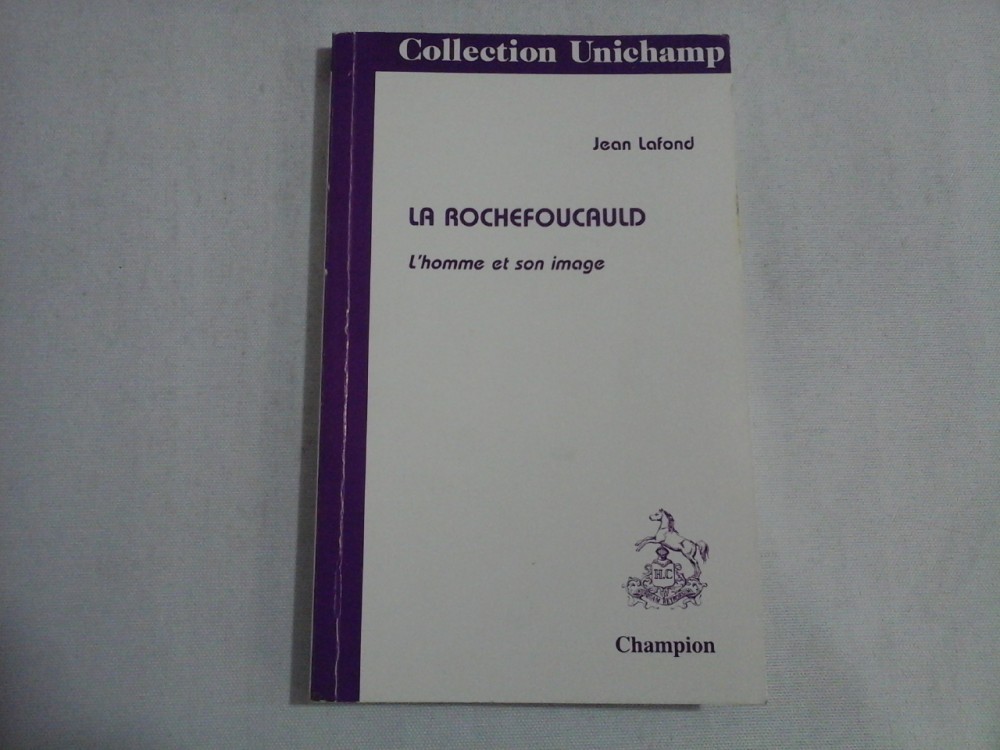 Collection Unichamp
Jean Lafond
LA ROCHEFOUCAULD
L'homme et son image
H.C
Champion